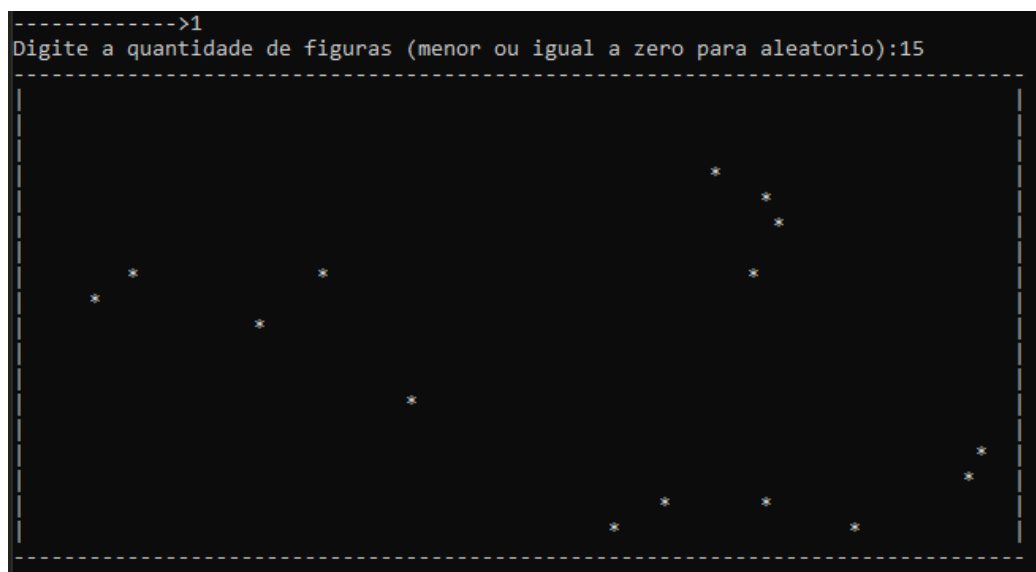 ------------->1
Digite a quantidade de figuras (menor ou igual a zero para aleatorio):15